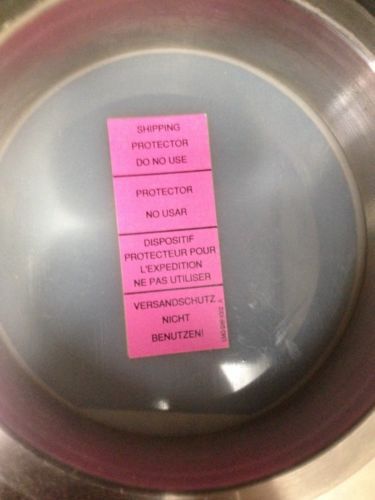 SHIPPING
PROTECTOR
DO NO USE
PROTECTOR
NO USAR
DISPOSITIF
PROTECTEUR POUR
L'EXPEDITION
NE PAS UTILISER
VERSANDSCHUTZ
NICHT
BENUTZEN!